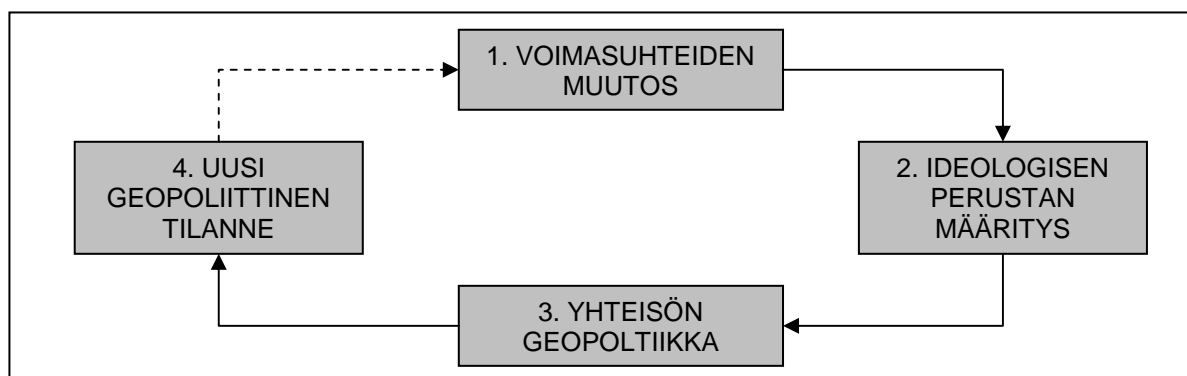 1. VOIMASUHTEIDEN
MUUTOS
2. IDEOLOGISEN
PERUSTAN
MÄÄRITYS
3. YHTEISÖN
GEOPOLTIIKKA
4. UUSI
GEOPOLIITTINEN
TILANNE